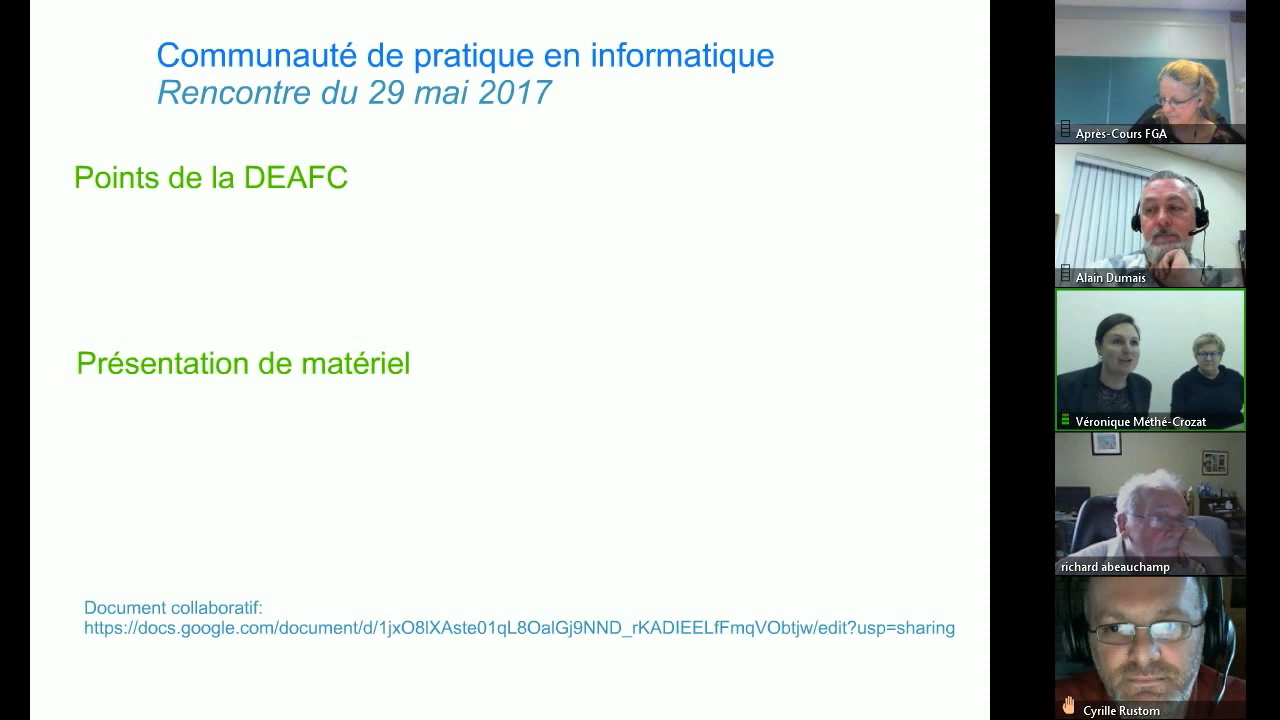 Communauté de pratique en informatique
Rencontre du 29 mai 2017
Points de la DEAFC
Présentation de matériel
Document collaboratif:
https://docs.google.com/document/d/1jxO8lXAste01qL8OalGj9NND_rKADIEELfFmqVObtjw/edit?usp=sharing
Après-Cours FGA
Alain Dumais
Véronique Méthé-Crozat
richard abeauchamp
Cyrille Rustom